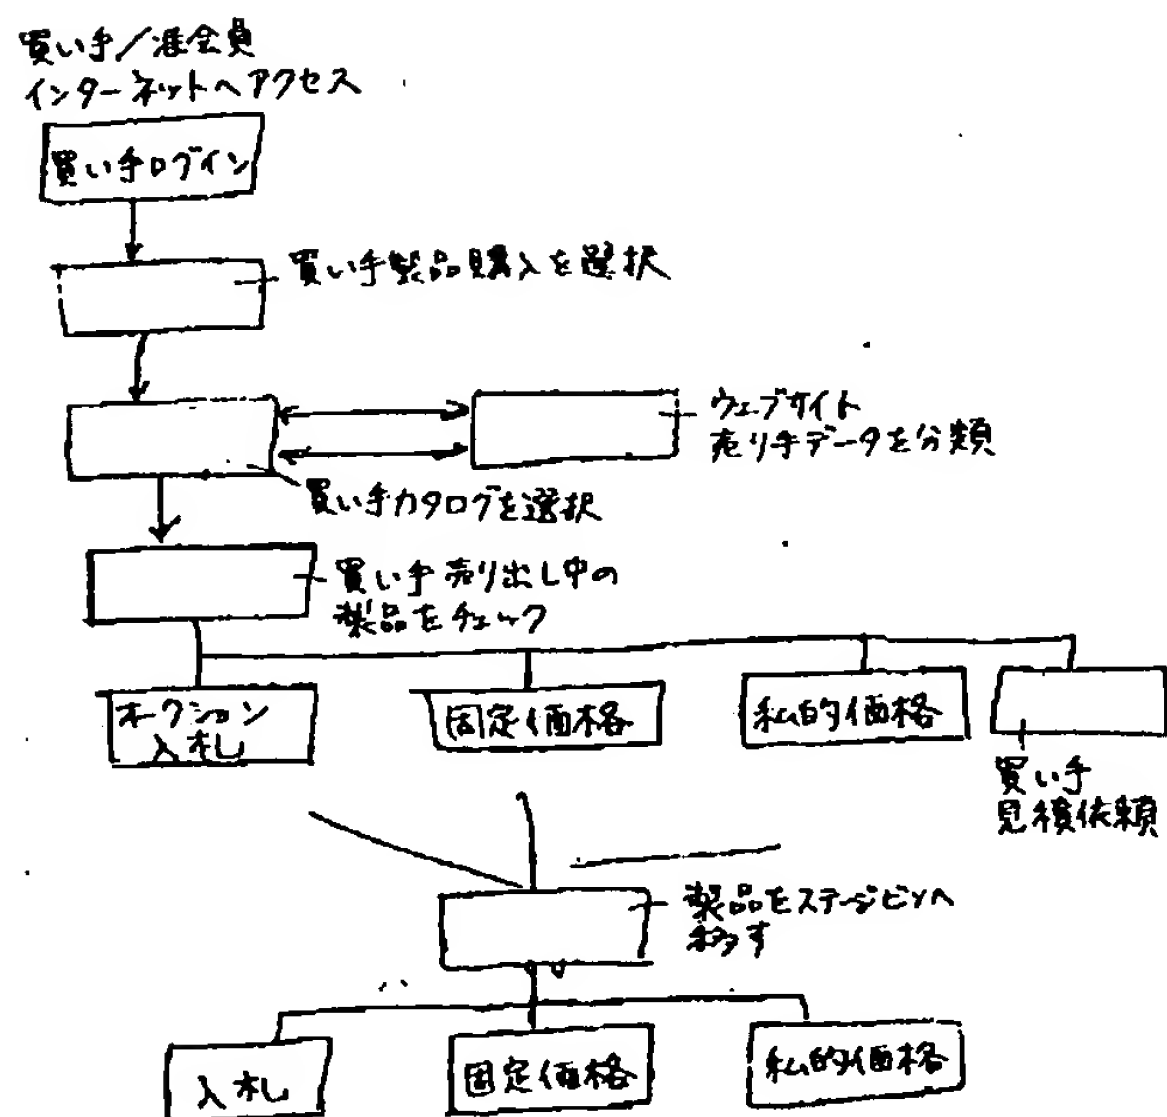 買い手/准会員
インターネットへアクセス
買い手ログイン
買い手製品購入を選択
ウェブサイト
売り手データを分類
買い手カタログを選択
買い手売り出し中の
製品をチェック
オークション
入札
固定価格
私的価格
買い手
見積依頼
製品をステージビンへ
移す
入札
固定価格
私的価格